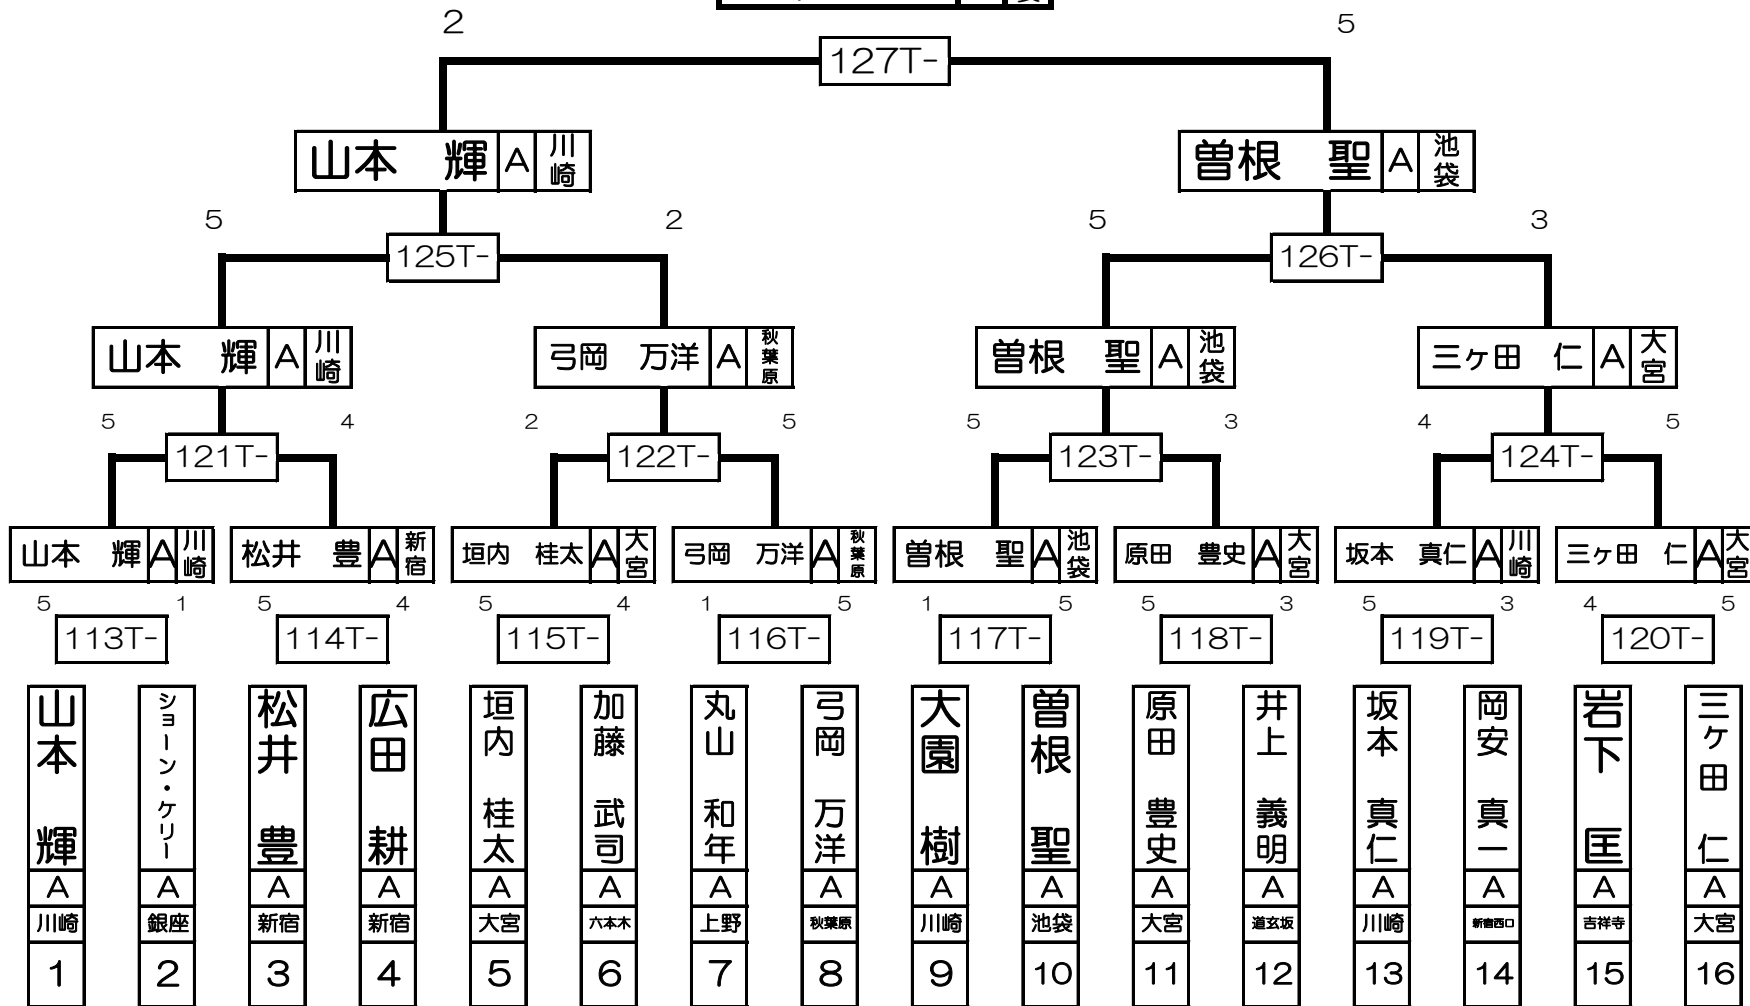 2 5
127T-
山本 輝 A 川崎
曽根 聖 A 池袋
5 2 5 3
125T- 126T-
山本 輝 A 川崎
弓岡 万洋 A 秋葉原
曽根 聖 A 池袋
三ヶ田 仁 A 大宮
5 4 2 5 5 3 4 5
121T- 122T- 123T- 124T-
山本 輝 A 川崎
松井 豊 A 新宿
垣内 桂太 A 大宮
弓岡 万洋 A 秋葉原
曽根 聖 A 池袋
原田 豊史 A 大宮
坂本 真仁 A 川崎
三ヶ田 仁 A 大宮
5 1 5 4 5 4 1 5 1 5 5 3 5 3 4 5
113T- 114T- 115T- 116T- 117T- 118T- 119T- 120T-
山本 輝 A 川崎 1
ショーン・ケリー A 銀座 2
松井 豊 A 新宿 3
広田 耕 A 新宿 4
垣内 桂太 A 大宮 5
加藤 武司 A 六本木 6
丸山 和年 A 上野 7
弓岡 万洋 A 秋葉原 8
大園 樹 A 川崎 9
曽根 聖 A 池袋 10
原田 豊史 A 大宮 11
井上 義明 A 道玄坂 12
坂本 真仁 A 川崎 13
岡安 真一 A 新宿西口 14
岩下 匡 A 吉祥寺 15
三ヶ田 仁 A 大宮 16